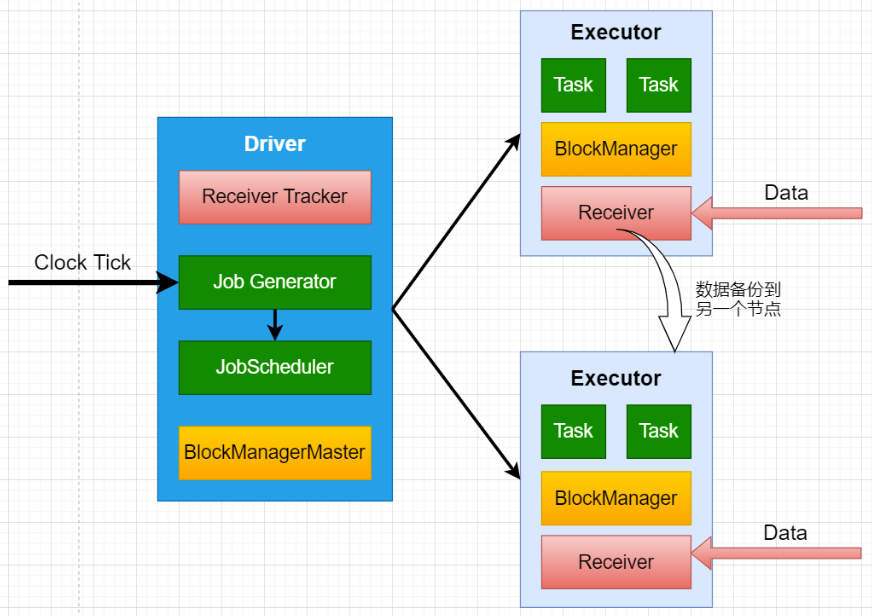 Clock Tick
Driver
Receiver Tracker
Job Generator
JobScheduler
BlockManagerMaster
Executor
Task
Task
BlockManager
Receiver
Data
数据备份到
另一个节点
Executor
Task
Task
BlockManager
Receiver
Data